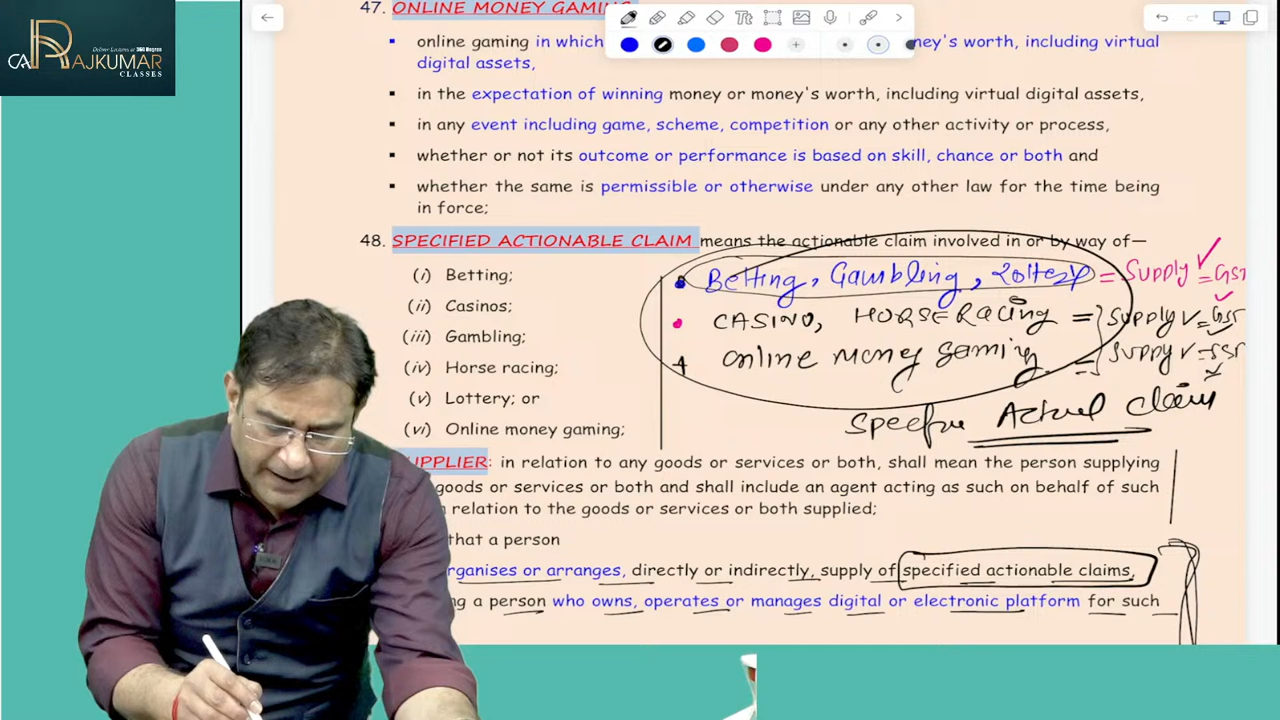 Deliver Lectures at 360 Degree
CA RAJKUMAR
CLASSES
47. ONLINE MONEY GAMING
▪ online gaming in which ney's worth, including virtual
digital assets,
▪ in the expectation of winning money or money's worth, including virtual digital assets,
▪ in any event including game, scheme, competition or any other activity or process,
▪ whether or not its outcome or performance is based on skill, chance or both and
▪ whether the same is permissible or otherwise under any other law for the time being
in force;
48. SPECIFIED ACTIONABLE CLAIM means the actionable claim involved in or by way of—
(i) Betting;
(ii) Casinos;
(iii) Gambling;
(iv) Horse racing;
(v) Lottery; or
(vi) Online money gaming;
Betting, Gambling, Lottery = Supply ✓ = GST
CASINO, HORSE Racing = Supply ✓ = GST
online money gaming = Supply ✓ = GST
Actual claim
UPPLIER: in relation to any goods or services or both, shall mean the person supplying
goods or services or both and shall include an agent acting as such on behalf of such
n relation to the goods or services or both supplied;
that a person
rganises or arranges, directly or indirectly, supply of specified actionable claims,
g a person who owns, operates or manages digital or electronic platform for such